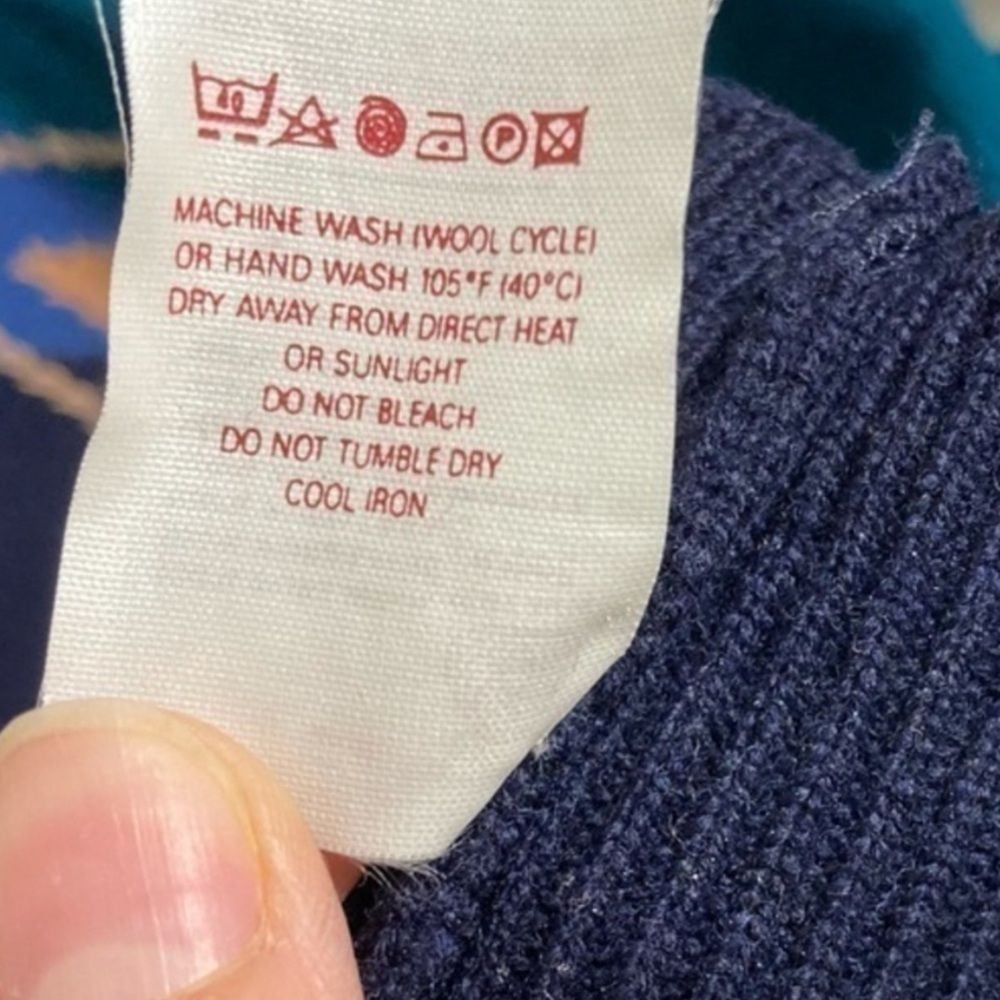 40
P
MACHINE WASH (WOOL CYCLE)
OR HAND WASH 105°F (40°C)
DRY AWAY FROM DIRECT HEAT
OR SUNLIGHT
DO NOT BLEACH
DO NOT TUMBLE DRY
COOL IRON